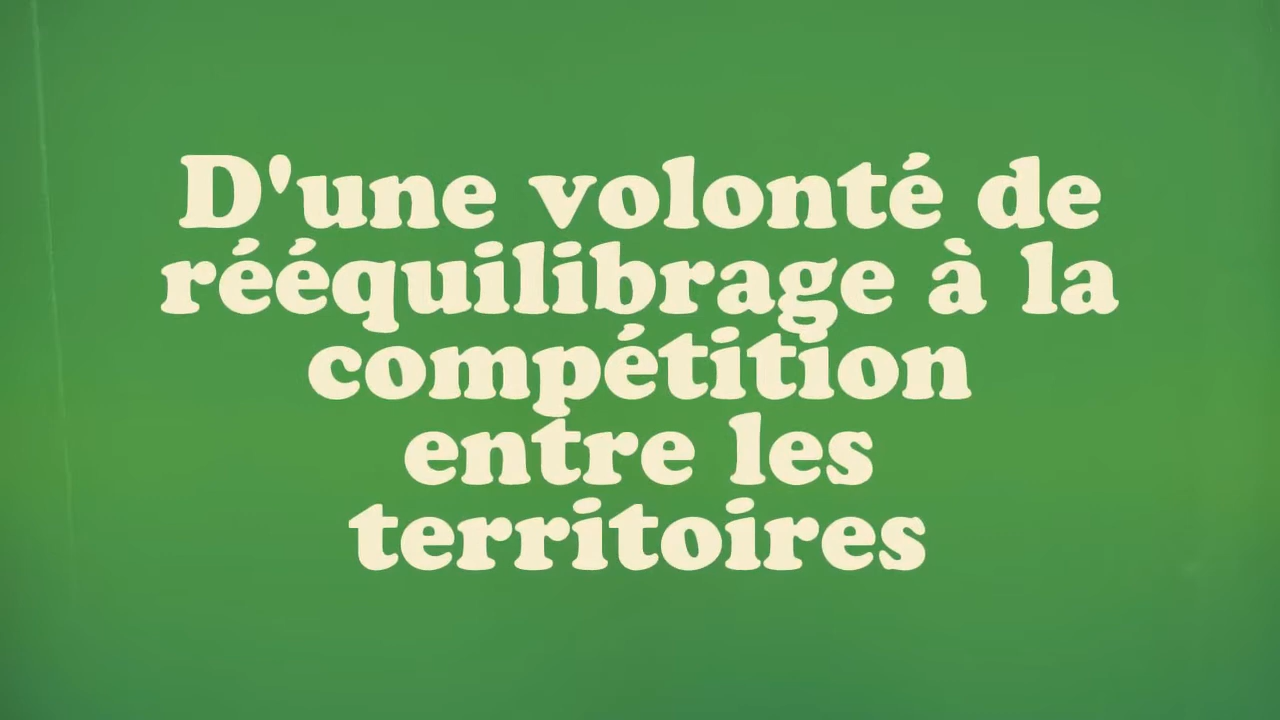 D'une volonté de
rééquilibrage à la
compétition
entre les
territoires